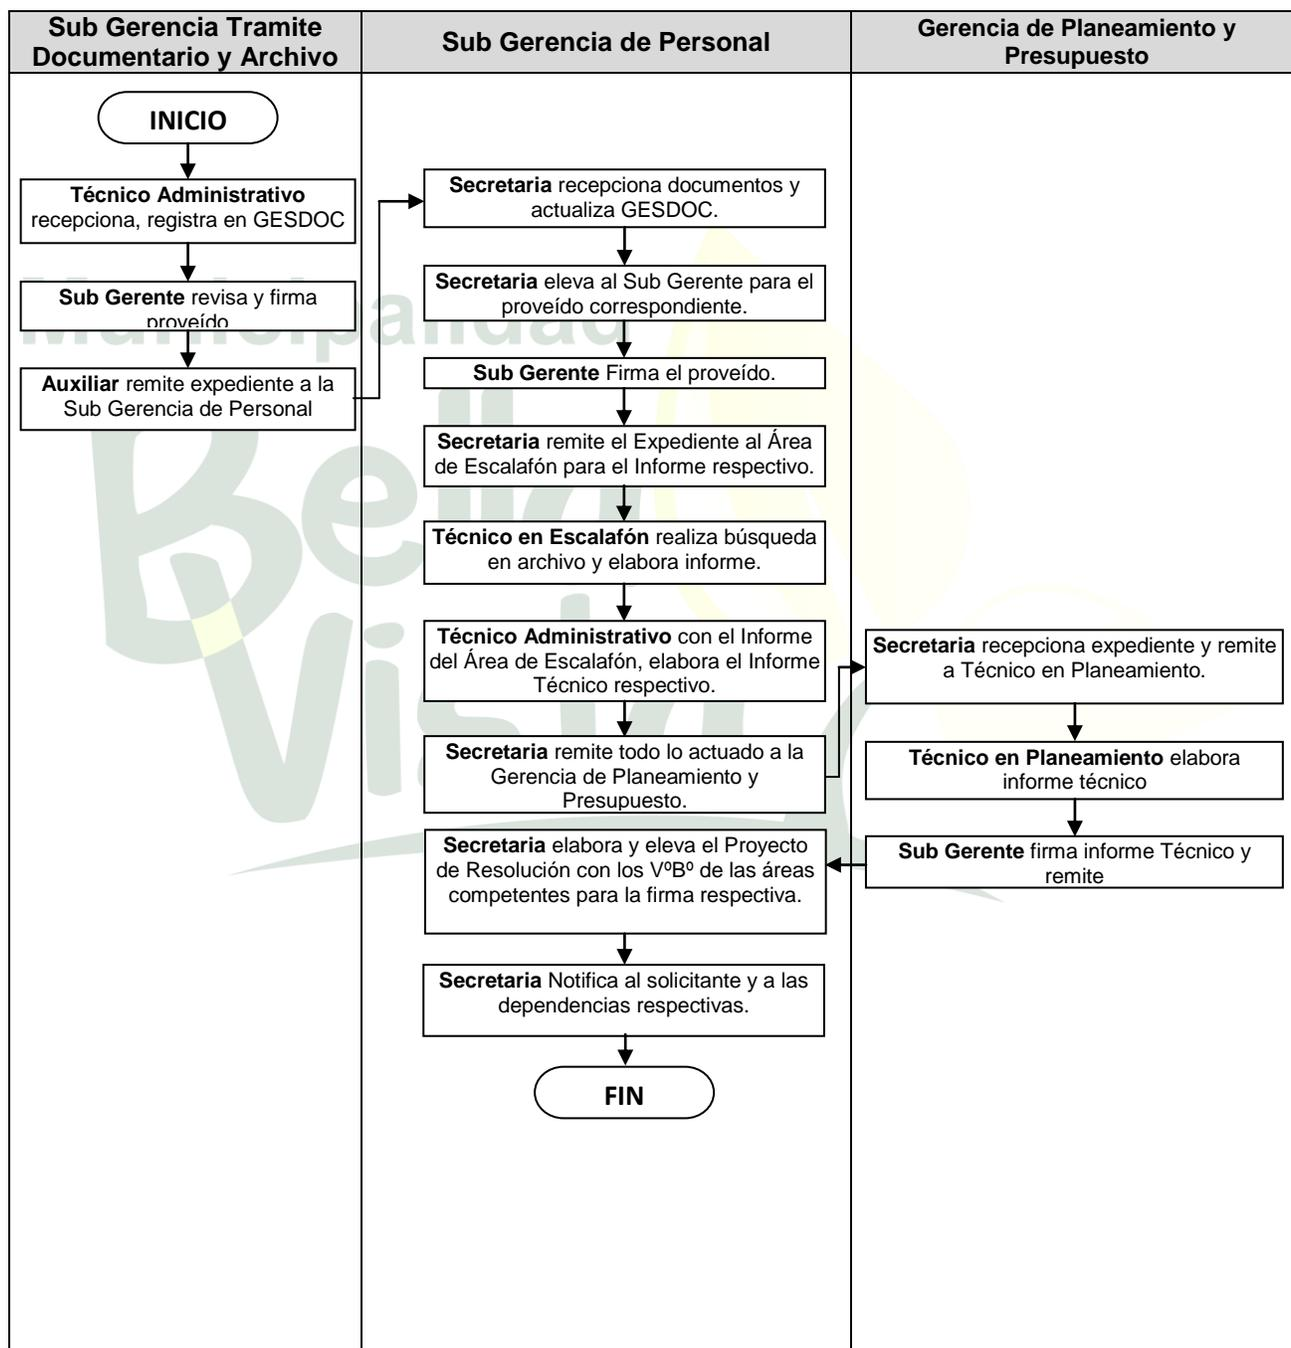 Sub Gerencia Tramite
Documentario y Archivo
Sub Gerencia de Personal
Gerencia de Planeamiento y
Presupuesto
INICIO
Técnico Administrativo
recepciona, registra en GESDOC
Sub Gerente revisa y firma
proveído
Auxiliar remite expediente a la
Sub Gerencia de Personal
Secretaria recepciona documentos y
actualiza GESDOC.
Secretaria eleva al Sub Gerente para el
proveído correspondiente.
Sub Gerente Firma el proveído.
Secretaria remite el Expediente al Área
de Escalafón para el Informe respectivo.
Técnico en Escalafón realiza búsqueda
en archivo y elabora informe.
Técnico Administrativo con el Informe
del Área de Escalafón, elabora el Informe
Técnico respectivo.
Secretaria remite todo lo actuado a la
Gerencia de Planeamiento y
Presupuesto.
Secretaria recepciona expediente y remite
a Técnico en Planeamiento.
Técnico en Planeamiento elabora
informe técnico
Sub Gerente firma informe Técnico y
remite
Secretaria elabora y eleva el Proyecto
de Resolución con los VºBº de las áreas
competentes para la firma respectiva.
Secretaria Notifica al solicitante y a las
dependencias respectivas.
FIN
Municipalidad
Bella
Vista